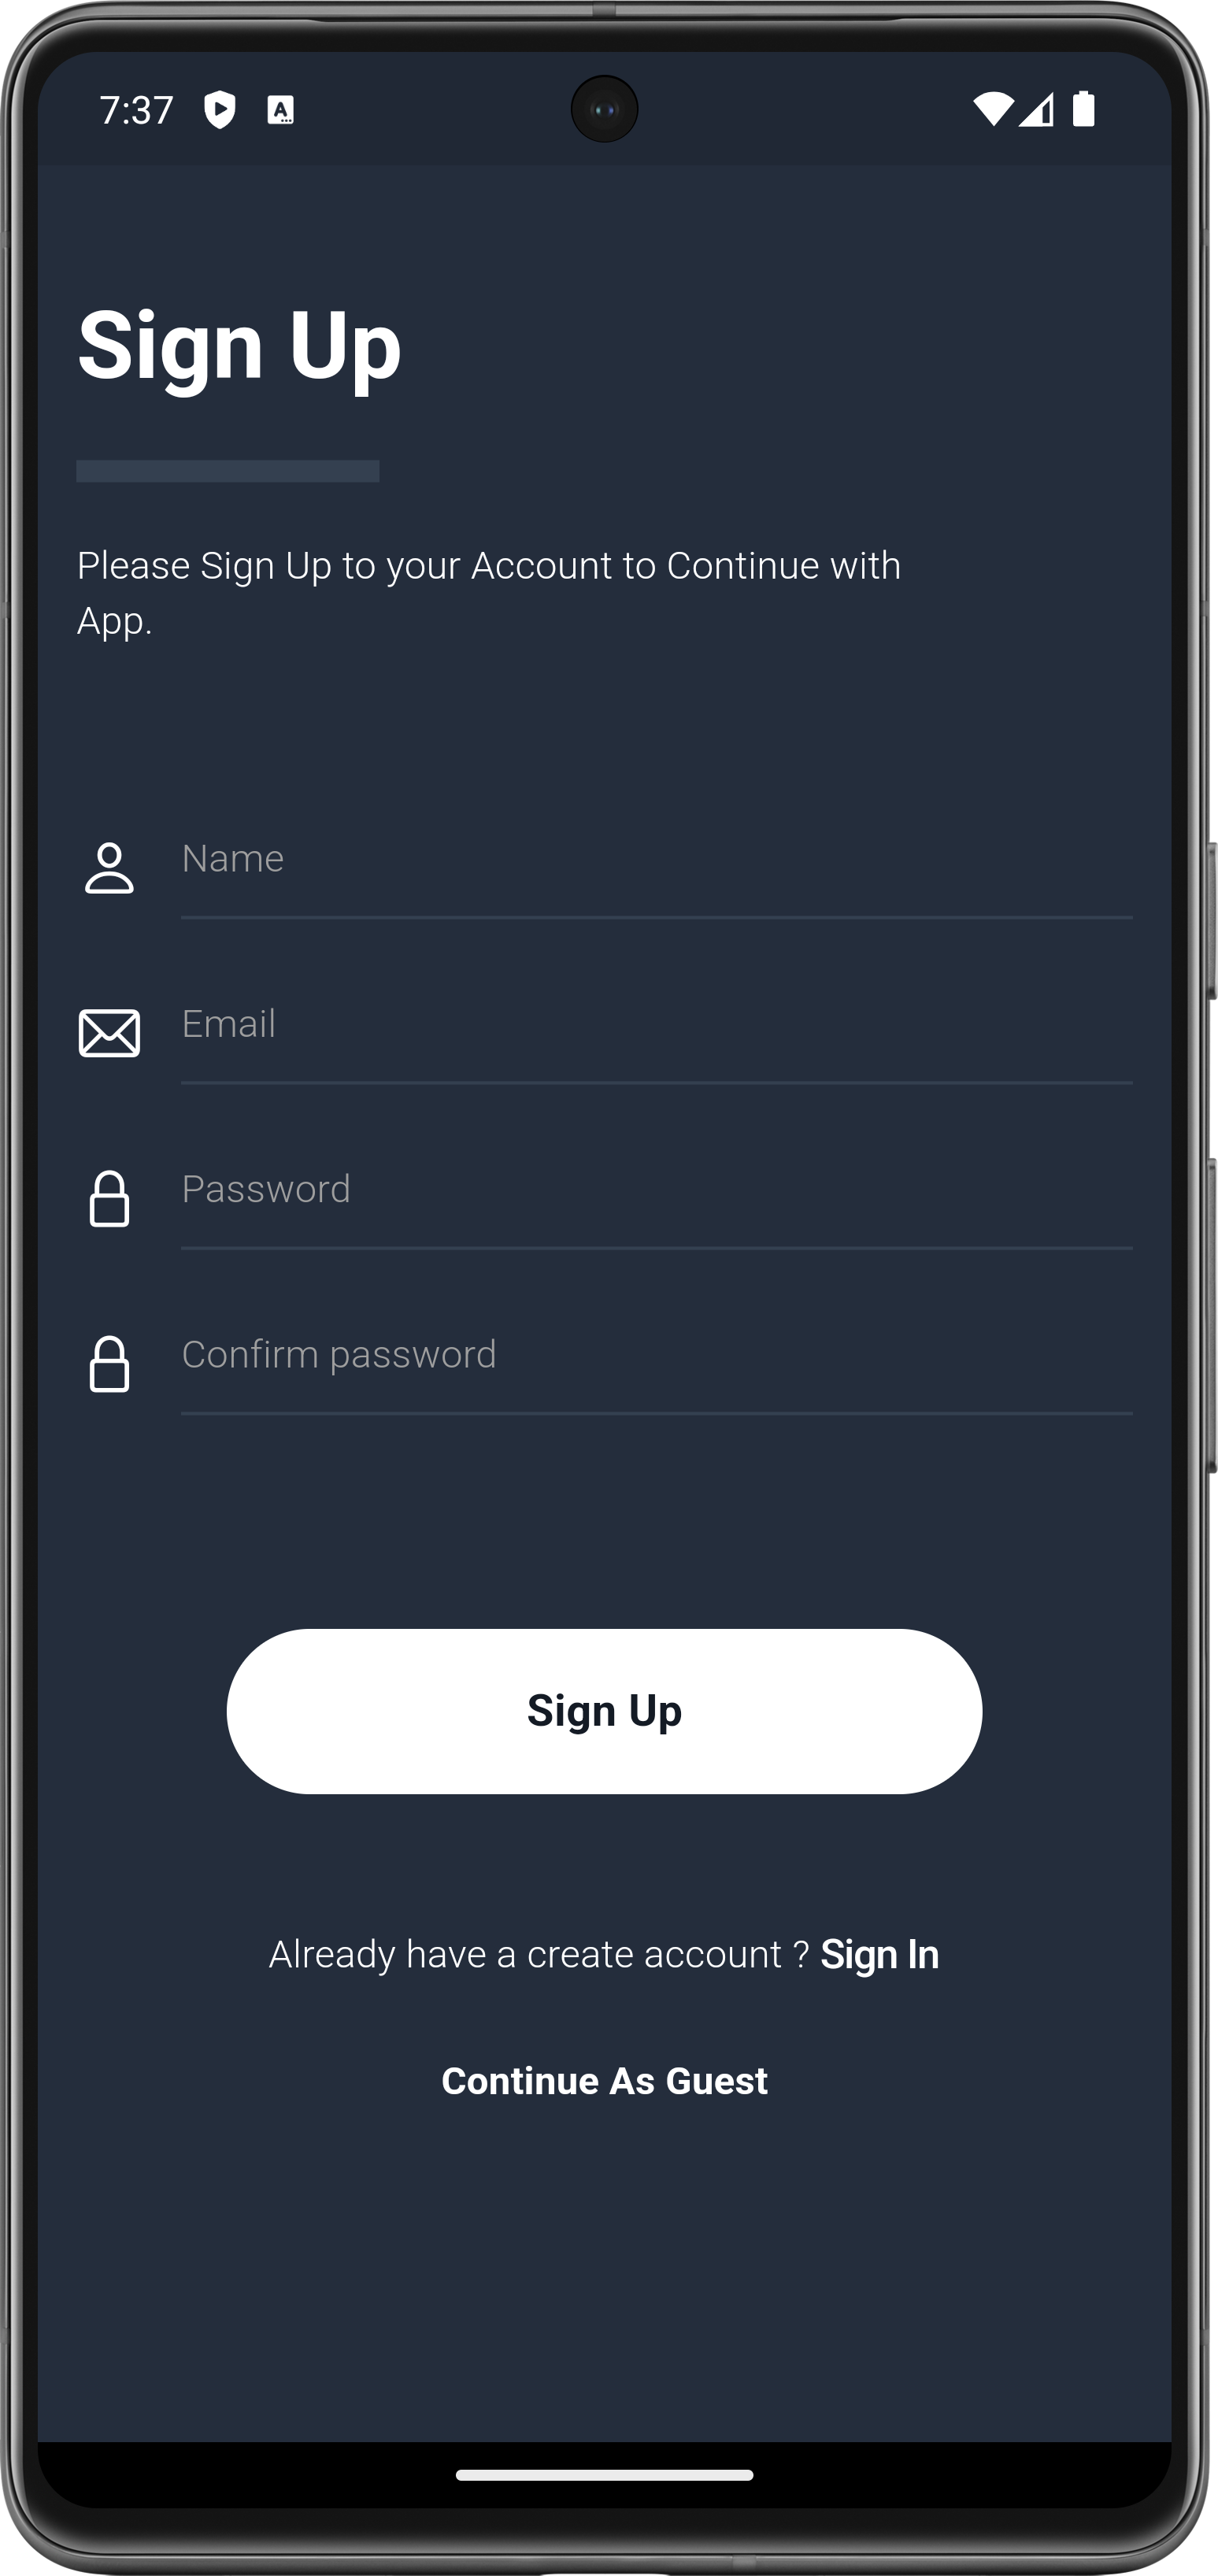 7:37
Sign Up
Please Sign Up to your Account to Continue with
App.
Name
Email
Password
Confirm password
Sign Up
Already have a create account ? Sign In
Continue As Guest